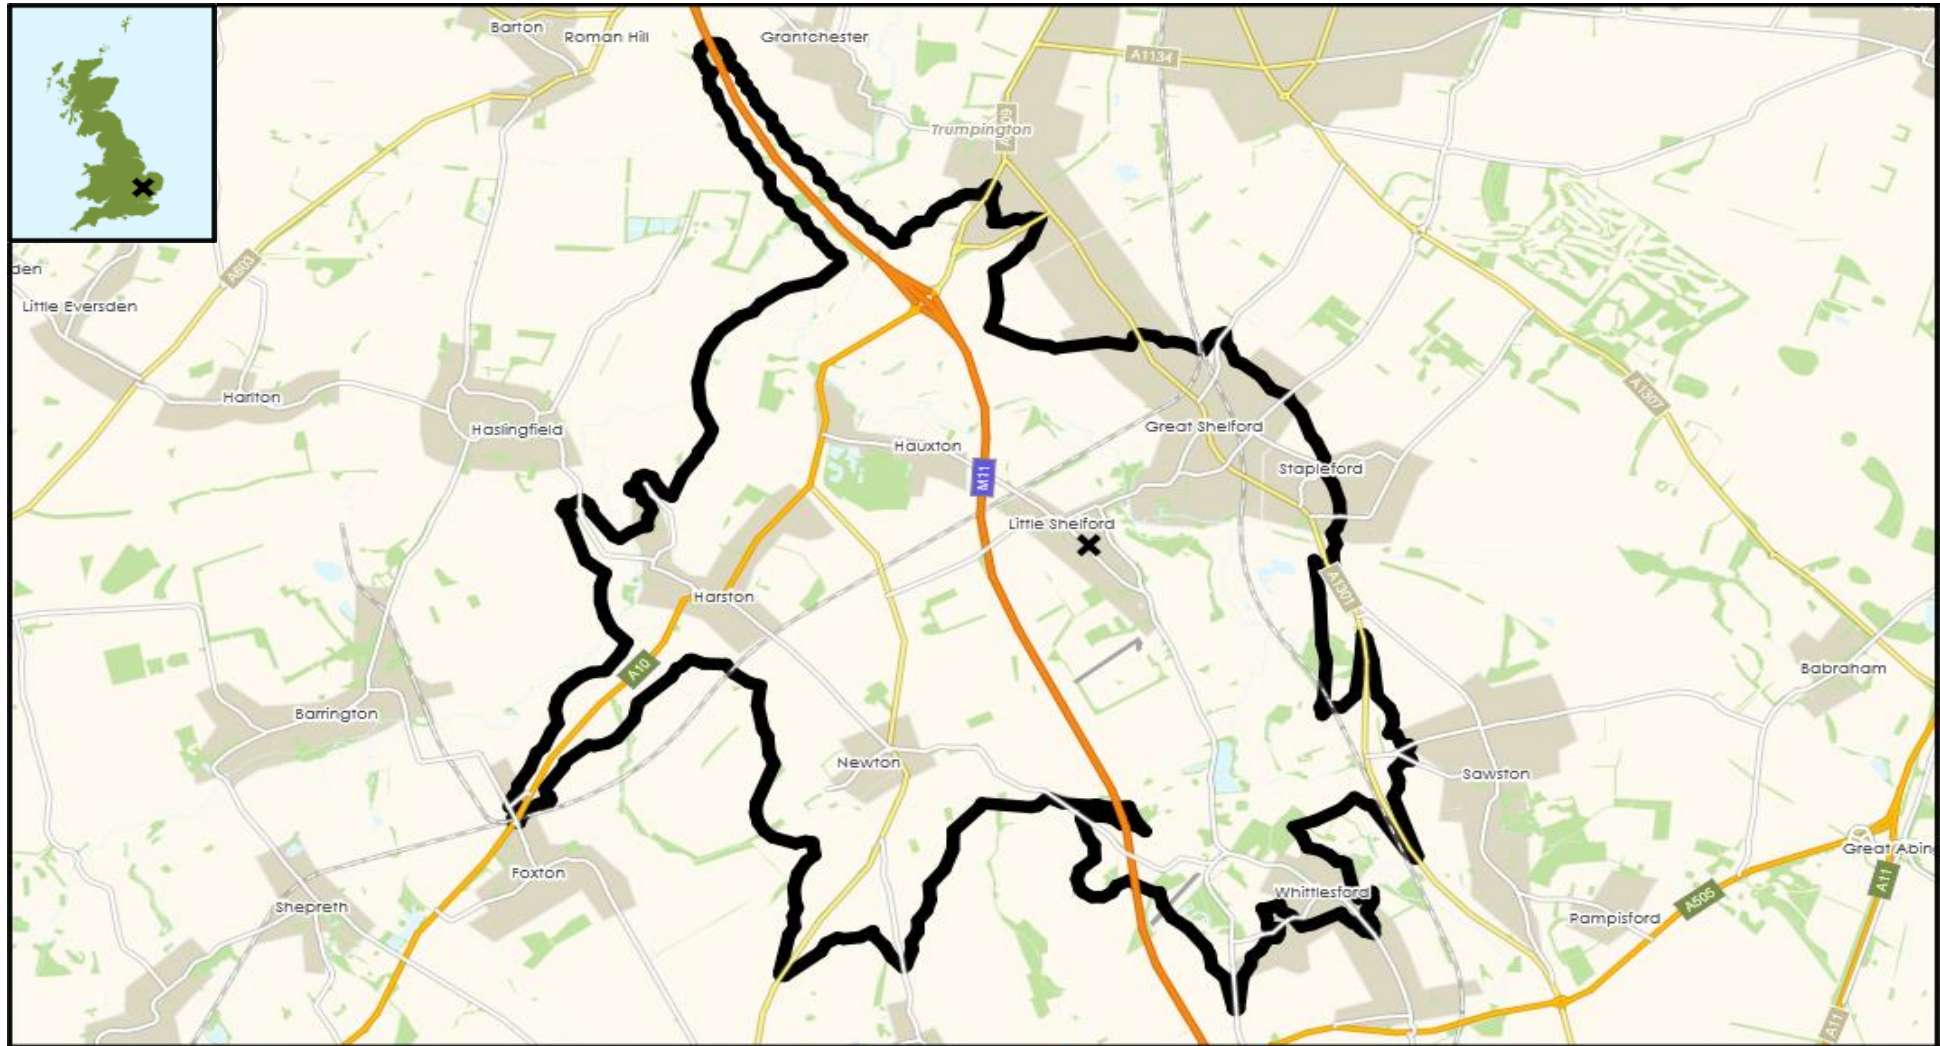 Barton
Roman Hill
Grantchester
A1134
Trumpington
A603
den
Little Eversden
Harlton
Haslingfield
Hauxton
M11
Great Shelford
Stapleford
A1307
Little Shelford
A1301
Harston
A10
Babraham
Barrington
Newton
Sawston
Foxton
Great Abin
Shepreth
Whittlesford
Pampisford
A505
A11
A11